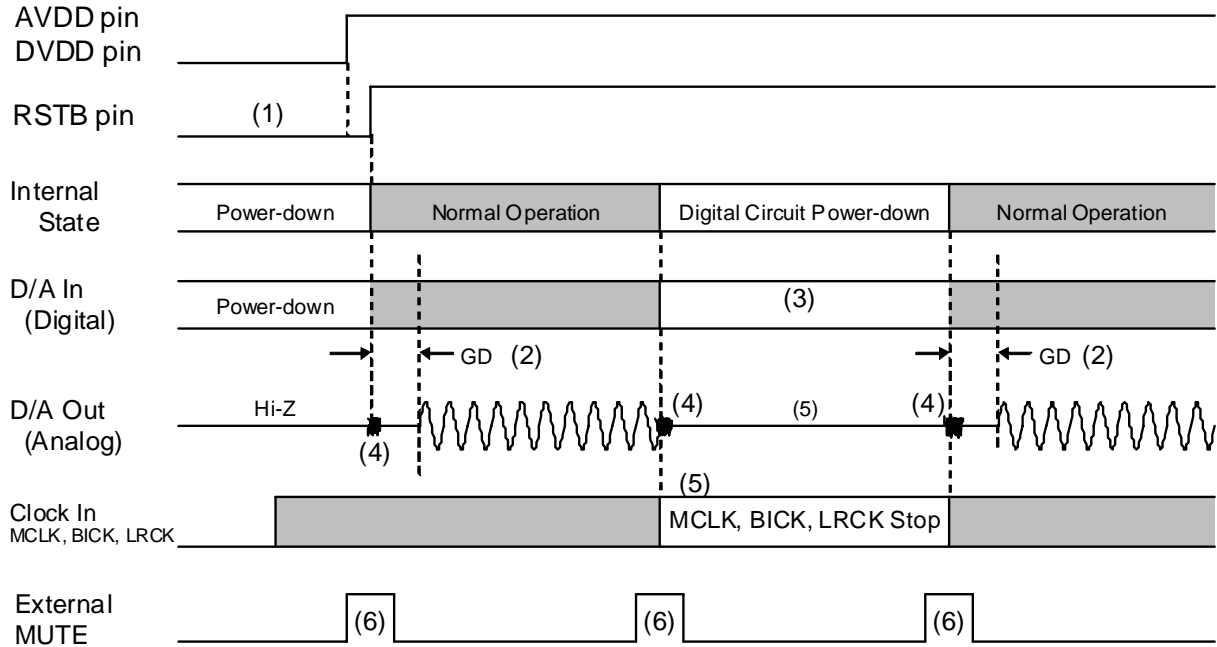 AVDD pin
DVDD pin
RSTB pin
(1)
Internal
State
Power-down
Normal Operation
Digital Circuit Power-down
Normal Operation
D/A In
(Digital)
Power-down
(3)
GD (2)
GD (2)
D/A Out
(Analog)
Hi-Z
(4)
(4)
(5)
(4)
(5)
Clock In
MCLK, BICK, LRCK
MCLK, BICK, LRCK Stop
External
MUTE
(6)
(6)
(6)